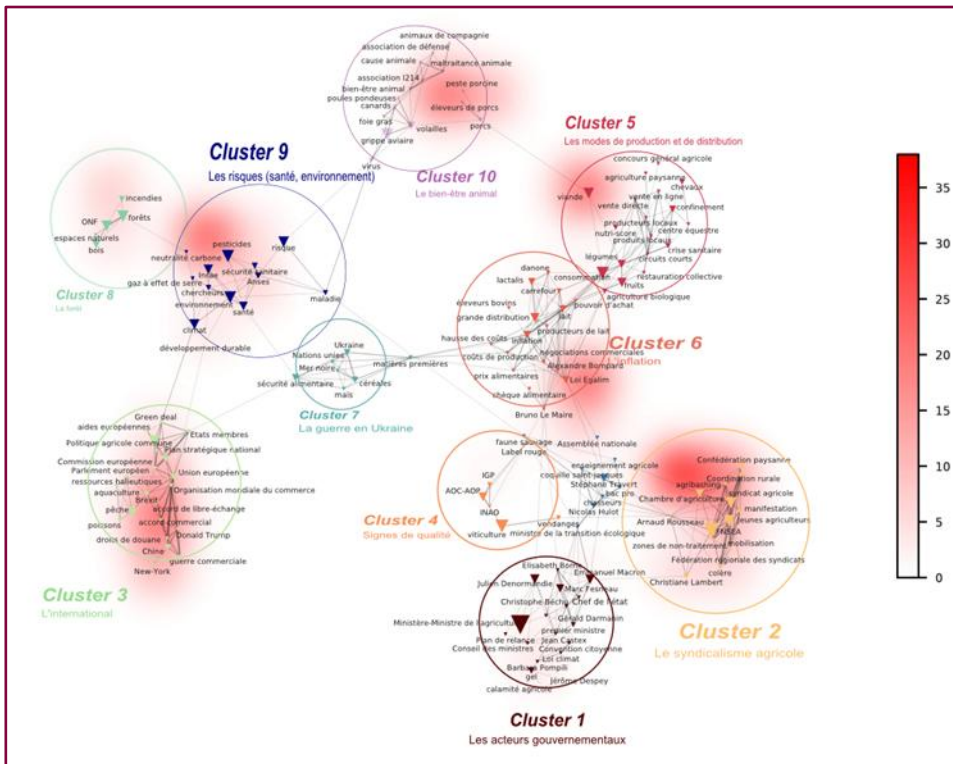 animaux de compagnie
association de défense
cause animale
maltraitance animale
association l214
bien-être animal
peste porcine
poules pondeuses
canards
éleveurs de porcs
foie gras
volailles
porcs
grippe aviaire
virus
Cluster 10
Le bien-être animal
Cluster 5
Les modes de production et de distribution
concours général agricole
agriculture paysanne
chevaux
viande
vente en ligne
vente directe
confinement
producteurs locaux
nutri-score
centre équestre
produits locaux
crise sanitaire
légumes
circuits courts
consommation
restauration collective
fruits
agriculture biologique
Cluster 9
Les risques (santé, environnement)
pesticides
risque
neutralité carbone
sécurité sanitaire
Inrae
Anses
gaz à effet de serre
chercheurs
environnement
maladie
santé
climat
développement durable
incendies
ONF
forêts
espaces naturels
bois
Cluster 8
La forêt
danone
lactalis
carrefour
pouvoir d'achat
éleveurs bovins
grande distribution
lait
producteurs de lait
hausse des coûts
Inflation
négociations commerciales
coûts de production
Alexandre Bompard
prix alimentaires
Loi Egalim
chèque alimentaire
Bruno Le Maire
Cluster 6
L'inflation
Ukraine
Nations unies
matières premières
Mer noire
sécurité alimentaire
céréales
maïs
Cluster 7
La guerre en Ukraine
Green deal
aides européennes
Etats membres
Politique agricole commune
Plan stratégique national
Commission européenne
Parlement européen
Union européenne
ressources halieutiques
Organisation mondiale du commerce
aquaculture
Brexit
accord de libre-échange
pêche
accord commercial
poissons
Donald Trump
droits de douane
Chine
guerre commerciale
New-York
Cluster 3
L'international
faune sauvage
Assemblée nationale
Label rouge
enseignement agricole
IGP
coquille saint-jacques
Stéphane Travert
AOC-AOP
bac pro
chasseurs
INAO
Nicolas Hulot
vendanges
viticulture
ministre de la transition écologique
Cluster 4
Signes de qualité
Confédération paysanne
Coordination rurale
agribashing
syndicat agricole
Chambre d'agriculture
manifestation
Arnaud Rousseau
Jeunes agriculteurs
FNSEA
zones de non-traitement
mobilisation
Fédération régionale des syndicats
colère
Christiane Lambert
Cluster 2
Le syndicalisme agricole
Elisabeth Borne
Emmanuel Macron
Julien Denormandie
Marc Fesneau
Christophe Béchu
Chef de l'état
Gérald Darmanin
Ministère-Ministre de l'agriculture
premier ministre
Plan de relance
Jean Castex
Conseil des ministres
Convention citoyenne
Loi climat
Barbara Pompili
gel
Jérôme Despey
calamité agricole
Cluster 1
Les acteurs gouvernementaux
35
30
25
20
15
10
5
0